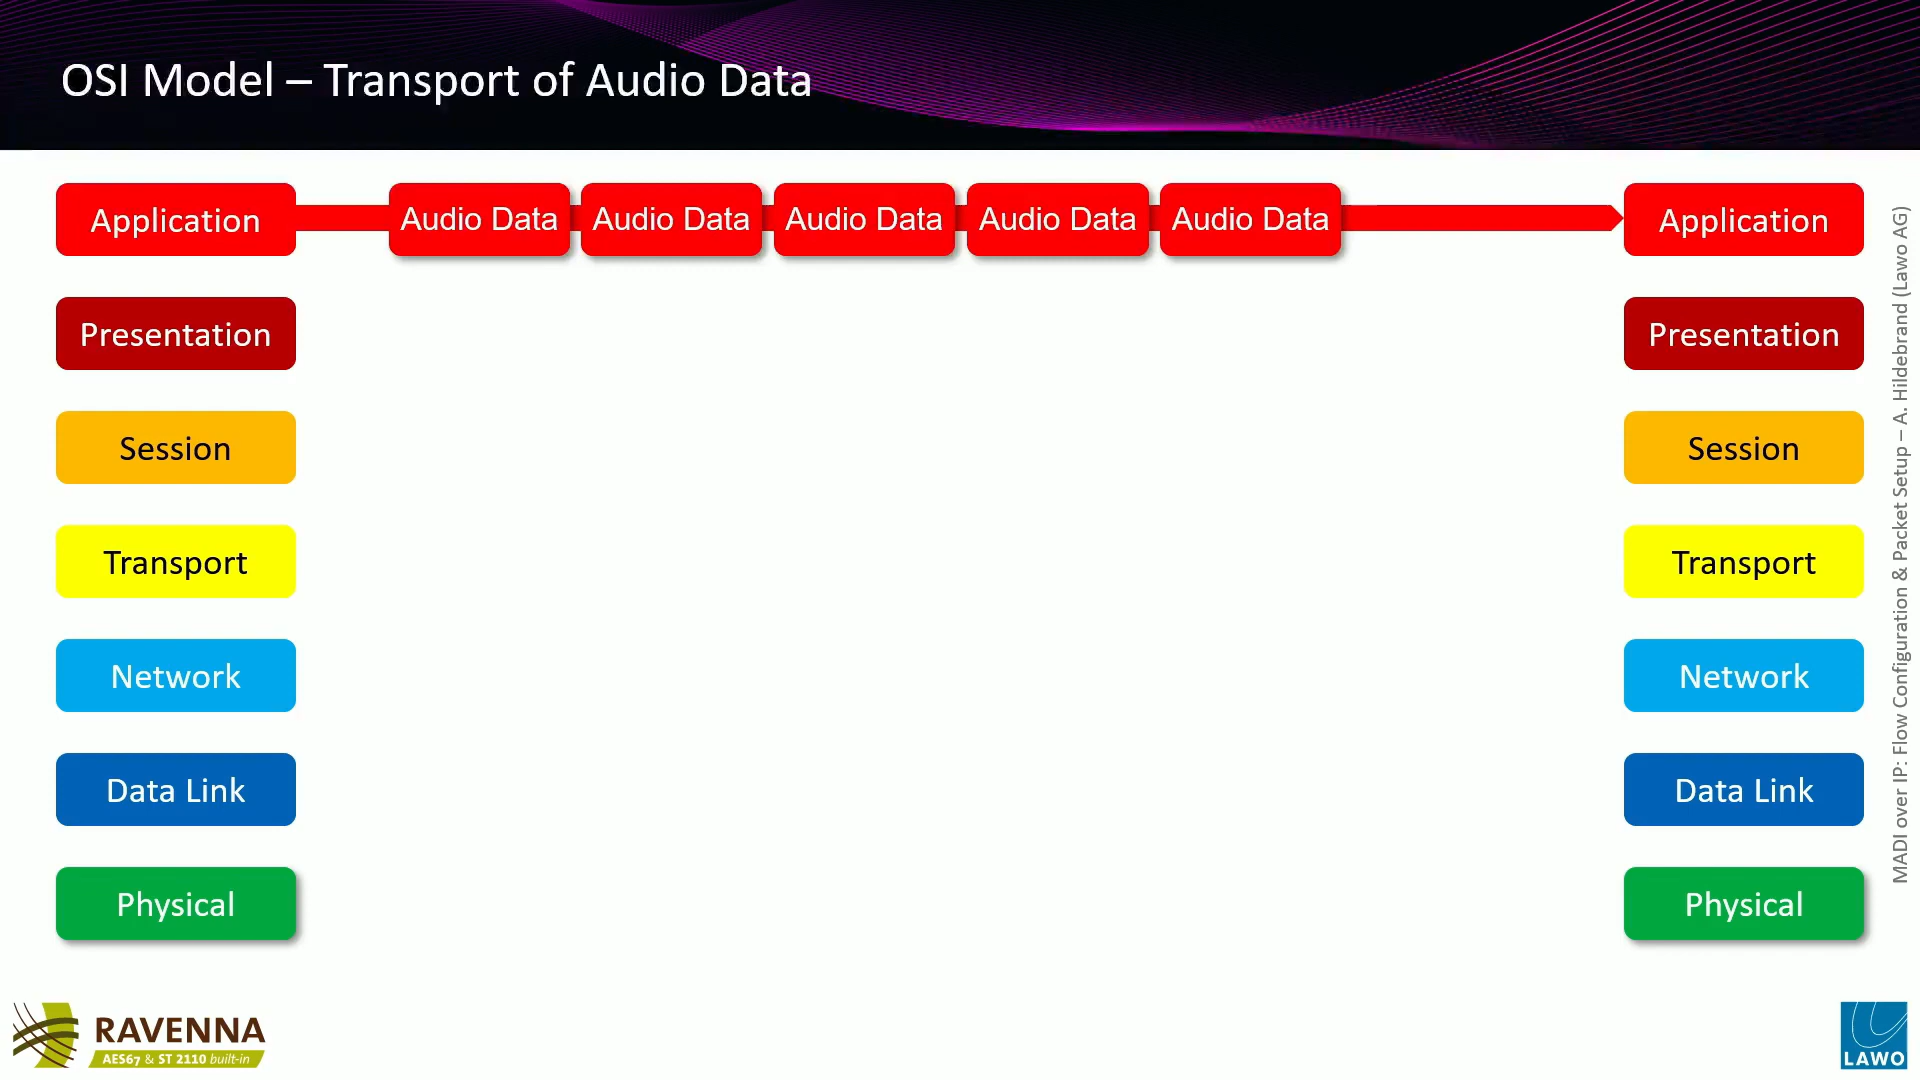 OSI Model – Transport of Audio Data
Application
Audio Data
Audio Data
Audio Data
Audio Data
Audio Data
Application
Presentation
Presentation
Session
Session
Transport
Transport
Network
Network
Data Link
Data Link
Physical
Physical
MADI over IP: Flow Configuration & Packet Setup – A. Hildebrand (Lawo AG)
RAVENNA
AES67 & ST 2110 built-in
LAWO